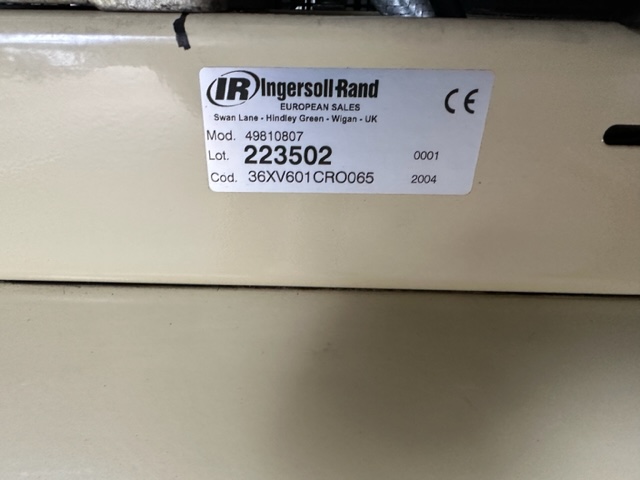 IR Ingersoll-Rand
EUROPEAN SALES
Swan Lane - Hindley Green - Wigan - UK
CE
Mod. 49810807
Lot. 223502 0001
Cod. 36XV601CRO065 2004